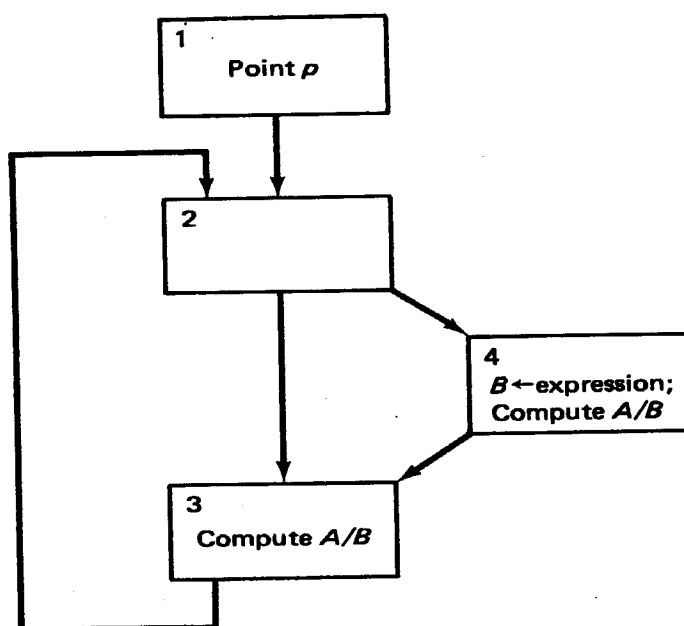 1
Point p
2
4
B ← expression;
Compute A/B
3
Compute A/B